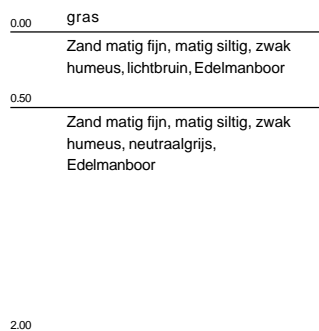 0.00 gras
Zand matig fijn, matig siltig, zwak
humeus, lichtbruin, Edelmanboor
0.50
Zand matig fijn, matig siltig, zwak
humeus, neutraalgrijs,
Edelmanboor
2.00